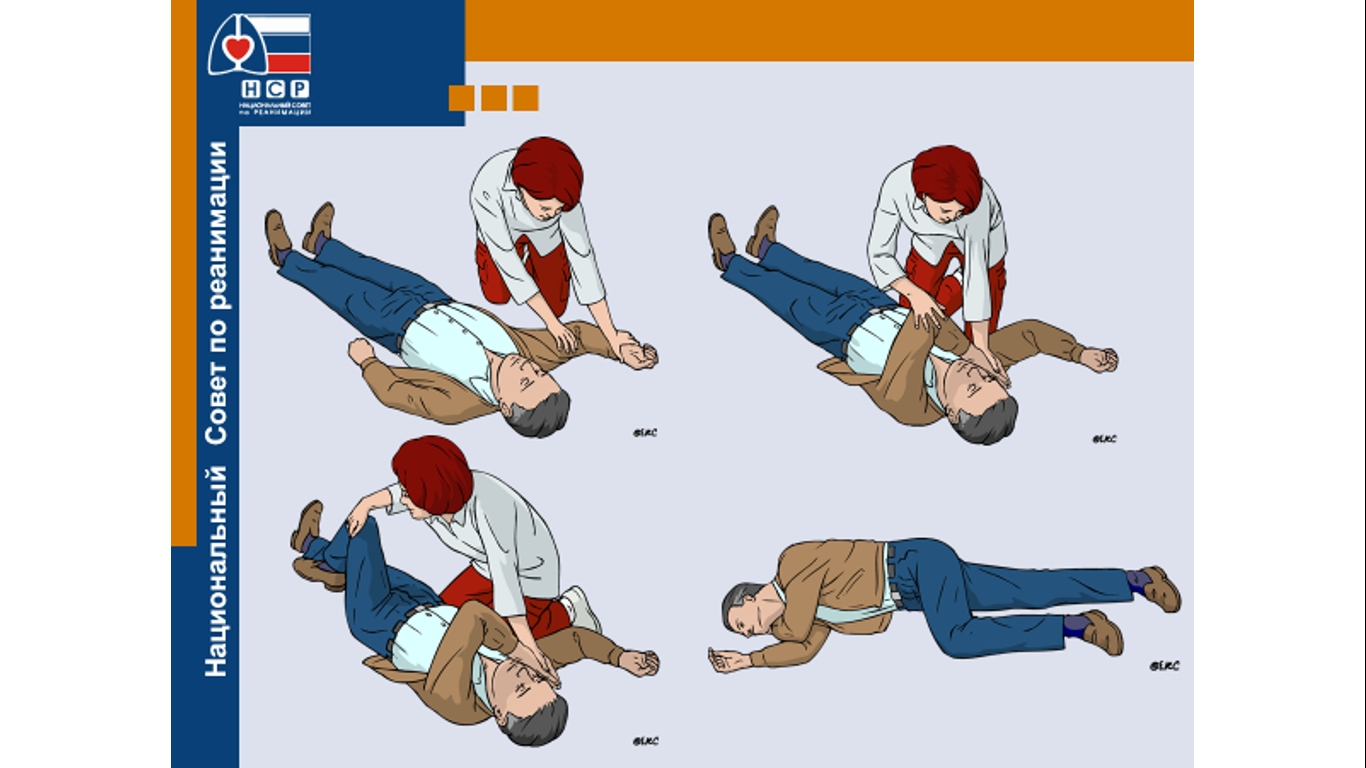 НСР
НАЦИОНАЛЬНЫЙ СОВЕТ
по РЕАНИМАЦИИ
Национальный Совет по реанимации
©ERC
©ERC
©ERC
©ERC